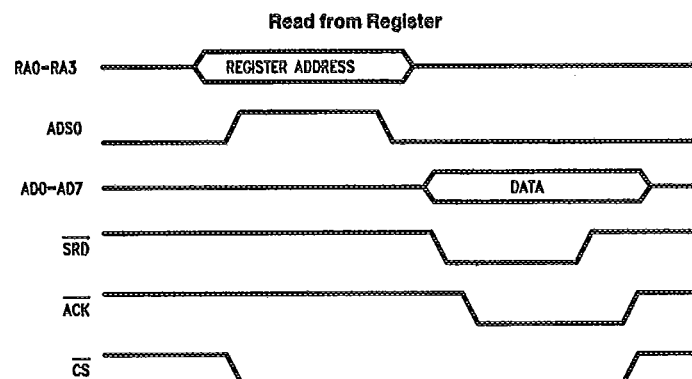 Read from Register
RA0–RA3
REGISTER ADDRESS
ADS0
AD0–AD7
DATA
SRD
ACK
CS